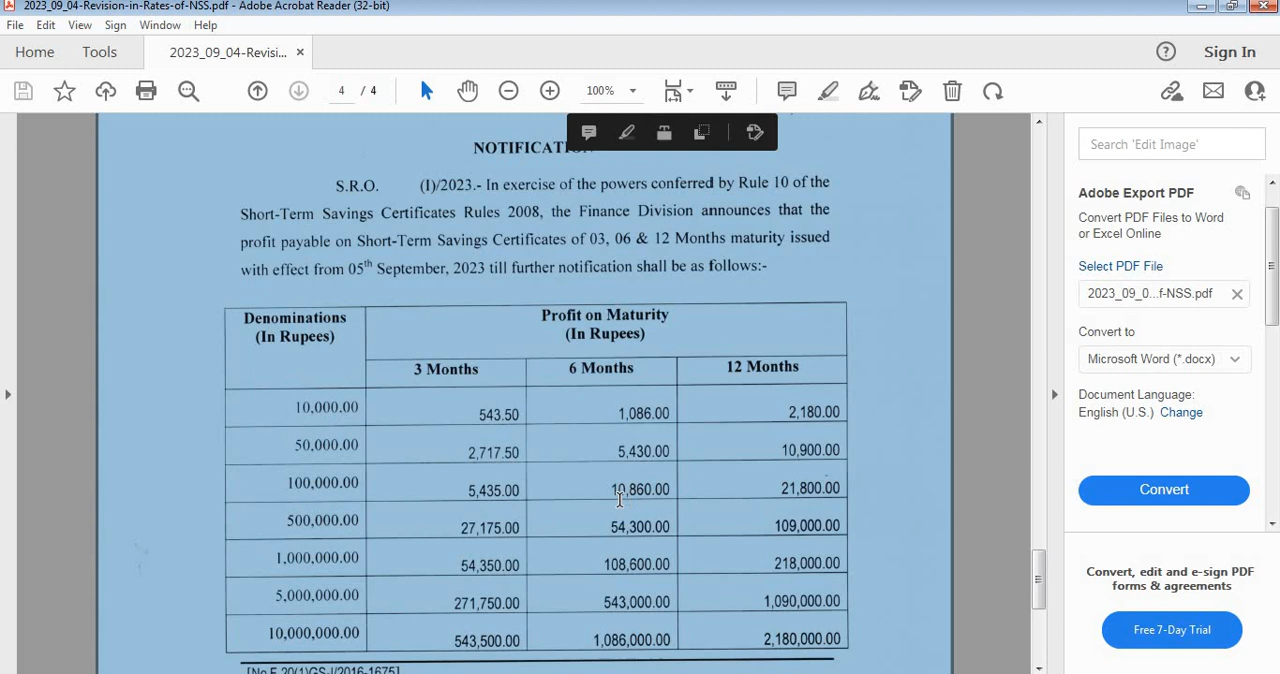 2023_09_04-Revision-in-Rates-of-NSS.pdf - Adobe Acrobat Reader (32-bit)
File Edit View Sign Window Help
Home Tools 2023_09_04-Revisi... × Sign In
4 / 4 100%
Search 'Edit Image'
NOTIFICATION
S.R.O. (I)/2023.- In exercise of the powers conferred by Rule 10 of the
Short-Term Savings Certificates Rules 2008, the Finance Division announces that the
profit payable on Short-Term Savings Certificates of 03, 06 & 12 Months maturity issued
with effect from 05th September, 2023 till further notification shall be as follows:-
Denominations
(In Rupees)
Profit on Maturity
(In Rupees)
3 Months 6 Months 12 Months
10,000.00 543.50 1,086.00 2,180.00
50,000.00 2,717.50 5,430.00 10,900.00
100,000.00 5,435.00 10,860.00 21,800.00
500,000.00 27,175.00 54,300.00 109,000.00
1,000,000.00 54,350.00 108,600.00 218,000.00
5,000,000.00 271,750.00 543,000.00 1,090,000.00
10,000,000.00 543,500.00 1,086,000.00 2,180,000.00
[No.F.20(1)GS-I/2016-1675]
Adobe Export PDF
Convert PDF Files to Word
or Excel Online
Select PDF File
2023_09_0...f-NSS.pdf
Convert to
Microsoft Word (*.docx)
Document Language:
English (U.S.) Change
Convert
Convert, edit and e-sign PDF
forms & agreements
Free 7-Day Trial